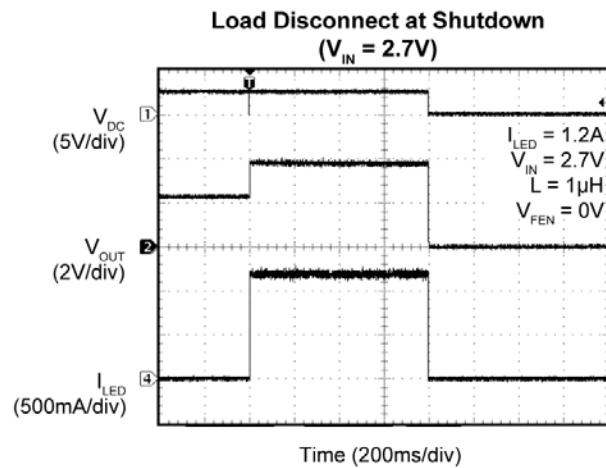 Load Disconnect at Shutdown
(VIN = 2.7V)
T
VDC
(5V/div)
1
ILED = 1.2A
VIN = 2.7V
L = 1µH
VFEN = 0V
VOUT
(2V/div)
2
ILED
(500mA/div)
4
Time (200ms/div)